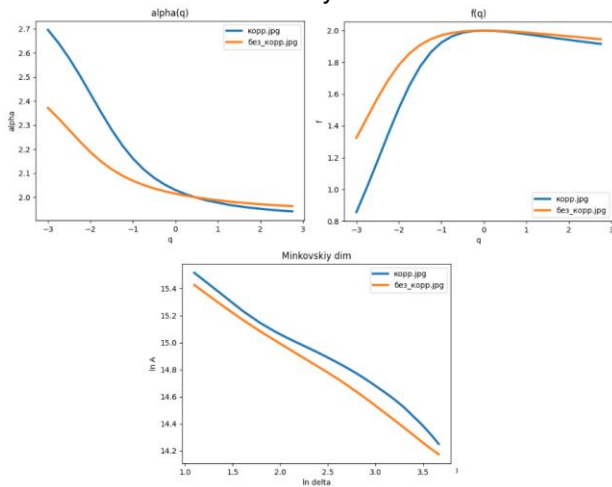 alpha(q)
2.7
2.6
2.5
2.4
2.3
2.2
2.1
2.0
alpha
-3
-2
-1
0
1
2
3
q
корр.jpg
без_корр.jpg
f(q)
2.0
1.8
1.6
1.4
1.2
1.0
0.8
f
-3
-2
-1
0
1
2
3
q
корр.jpg
без_корр.jpg
Minkovskiy dim
15.4
15.2
15.0
14.8
14.6
14.4
14.2
ln A
1.0
1.5
2.0
2.5
3.0
3.5
ln delta
корр.jpg
без_корр.jpg